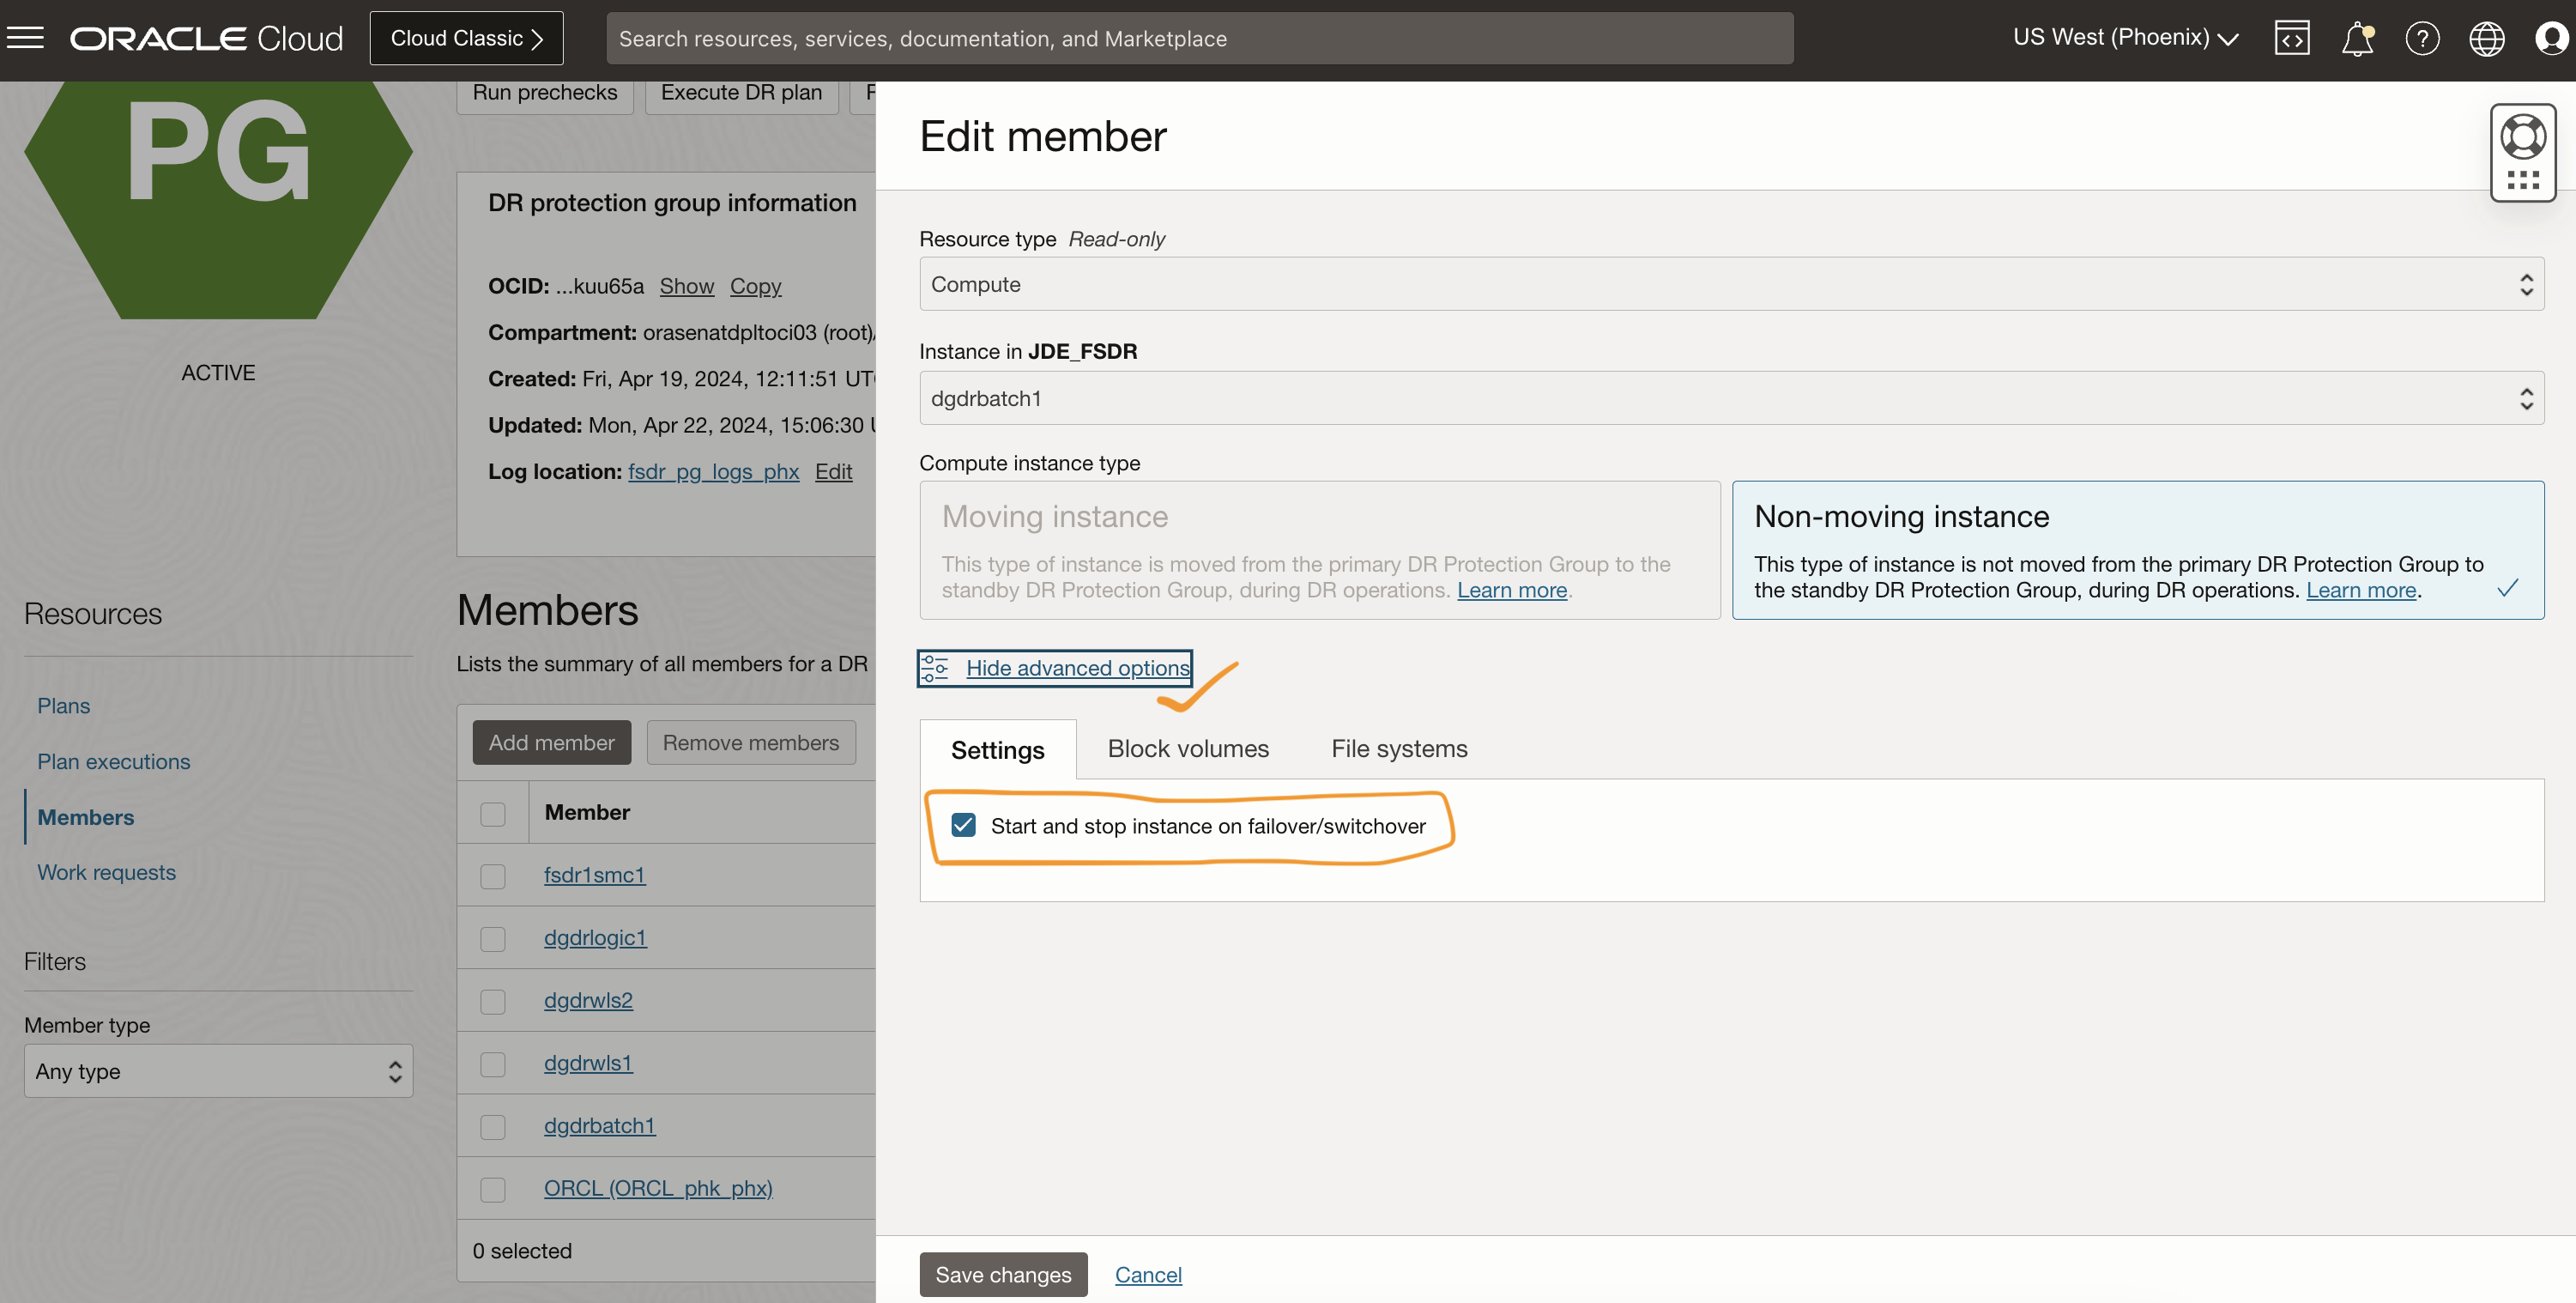 ORACLE Cloud
Cloud Classic
Search resources, services, documentation, and Marketplace
US West (Phoenix)
PG
ACTIVE
Resources
Plans
Plan executions
Members
Work requests
Filters
Member type
Any type
Run prechecks
Execute DR plan
DR protection group information
OCID: ...kuu65a Show Copy
Compartment: orasenatdpltoci03 (root)/
Created: Fri, Apr 19, 2024, 12:11:51 UT
Updated: Mon, Apr 22, 2024, 15:06:30
Log location: fsdr_pg_logs_phx Edit
Members
Lists the summary of all members for a DR
Add member
Remove members
Member
fsdr1smc1
dgdrlogic1
dgdrwls2
dgdrwls1
dgdrbatch1
ORCL (ORCL_phk_phx)
0 selected
Edit member
Resource type Read-only
Compute
Instance in JDE_FSDR
dgdrbatch1
Compute instance type
Moving instance
This type of instance is moved from the primary DR Protection Group to the
standby DR Protection Group, during DR operations. Learn more.
Non-moving instance
This type of instance is not moved from the primary DR Protection Group to
the standby DR Protection Group, during DR operations. Learn more.
Hide advanced options
Settings
Block volumes
File systems
Start and stop instance on failover/switchover
Save changes
Cancel